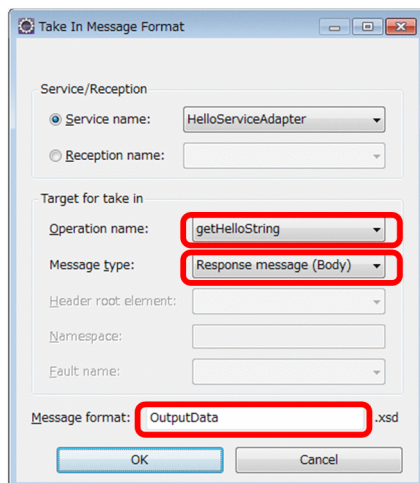 Take In Message Format
Service/Reception
Service name: HelloServiceAdapter
Reception name:
Target for take in
Operation name: getHelloString
Message type: Response message (Body)
Header root element:
Namespace:
Fault name:
Message format: OutputData .xsd
OK Cancel